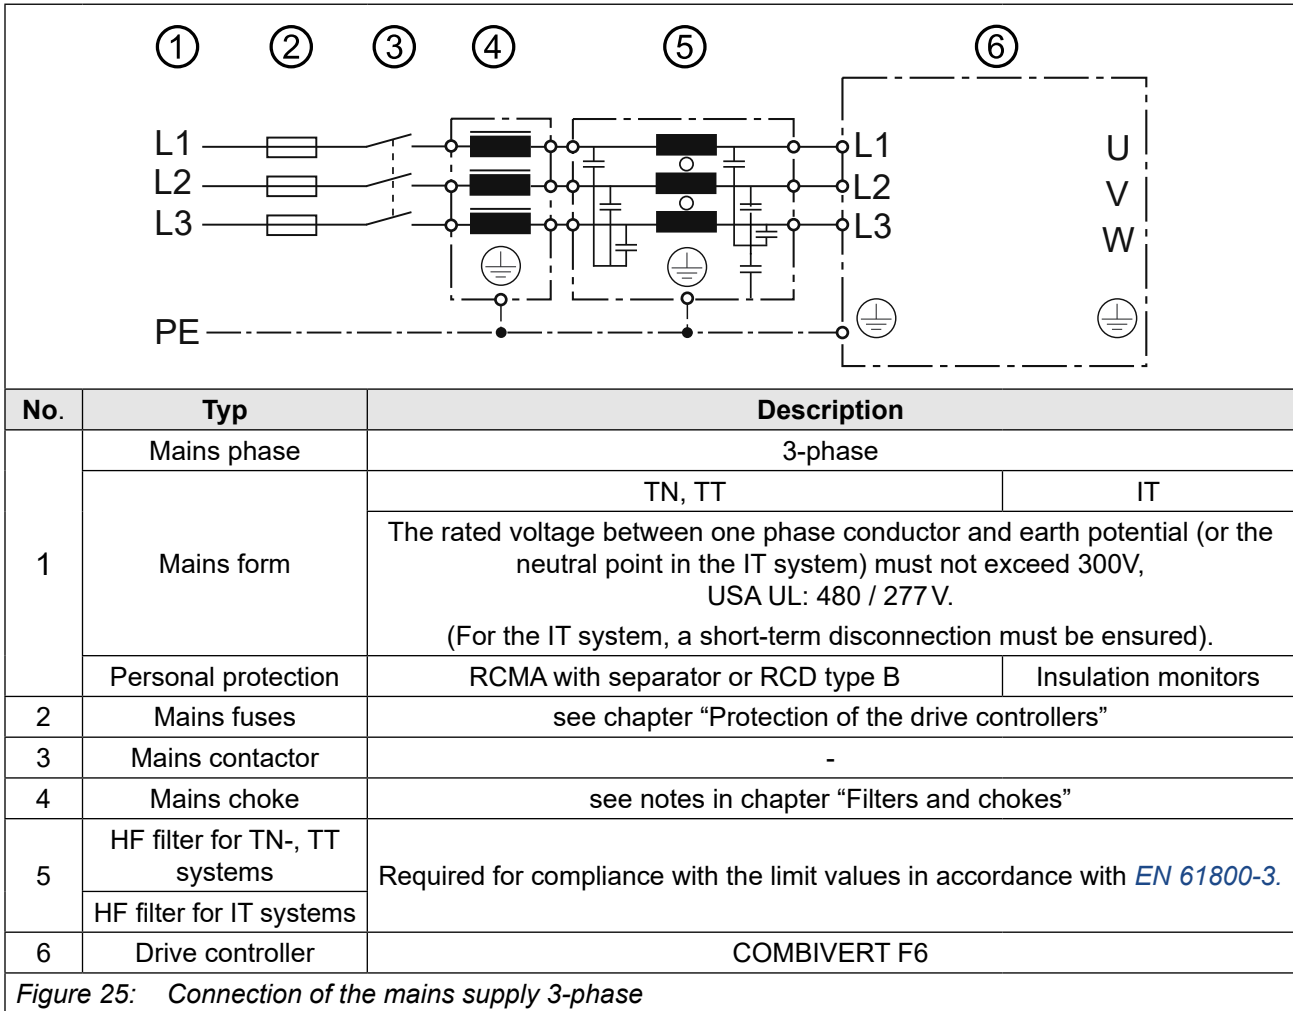 1 2 3 4 5 6
L1 L1 U
L2 L2 V
L3 L3 W
PE
No. Typ Description
1 Mains phase 3-phase
Mains form TN, TT IT
The rated voltage between one phase conductor and earth potential (or the
neutral point in the IT system) must not exceed 300V,
USA UL: 480 / 277 V.
(For the IT system, a short-term disconnection must be ensured).
Personal protection RCMA with separator or RCD type B Insulation monitors
2 Mains fuses see chapter “Protection of the drive controllers”
3 Mains contactor -
4 Mains choke see notes in chapter “Filters and chokes”
5 HF filter for TN-, TT
systems
Required for compliance with the limit values in accordance with EN 61800-3.
HF filter for IT systems
6 Drive controller COMBIVERT F6
Figure 25: Connection of the mains supply 3-phase